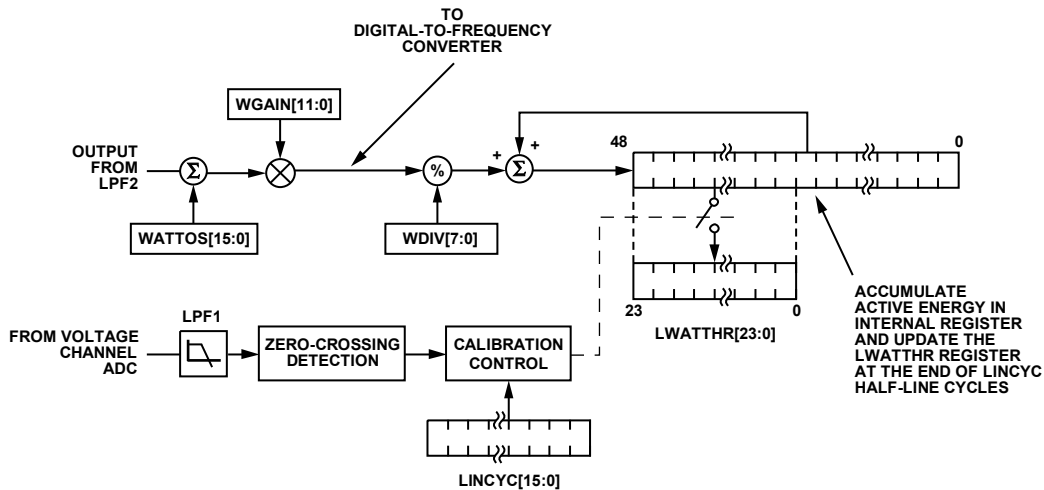 TO
DIGITAL-TO-FREQUENCY
CONVERTER
WGAIN[11:0]
OUTPUT
FROM
LPF2
Σ
%
+
+
Σ
48
0
WATTOS[15:0]
WDIV[7:0]
23
0
LWATTHR[23:0]
ACCUMULATE
ACTIVE ENERGY IN
INTERNAL REGISTER
AND UPDATE THE
LWATTHR REGISTER
AT THE END OF LINCYC
HALF-LINE CYCLES
FROM VOLTAGE
CHANNEL
ADC
LPF1
ZERO-CROSSING
DETECTION
CALIBRATION
CONTROL
LINCYC[15:0]